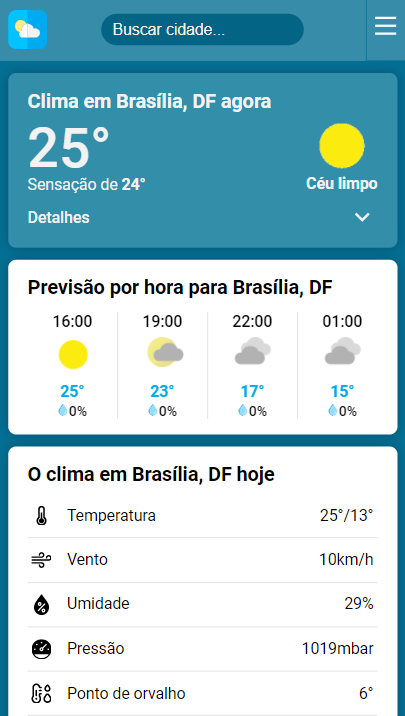 Buscar cidade...
Clima em Brasília, DF agora
25°
Sensação de 24°
Céu limpo
Detalhes
Previsão por hora para Brasília, DF
16:00 19:00 22:00 01:00
25° 23° 17° 15°
0% 0% 0% 0%
O clima em Brasília, DF hoje
Temperatura 25°/13°
Vento 10km/h
Umidade 29%
Pressão 1019mbar
Ponto de orvalho 6°